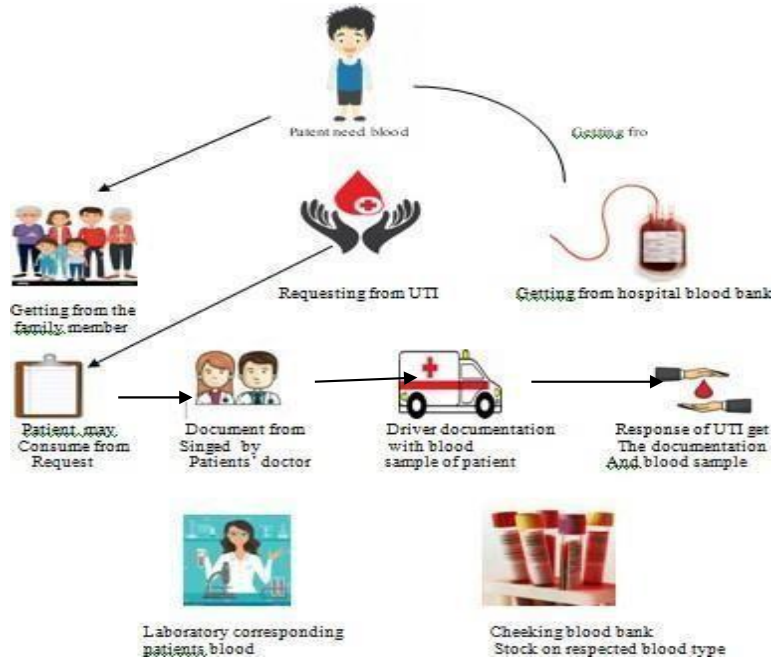 Patent need blood
Getting fro
Requesting from UTI
Getting from hospital blood bank
Getting from the
family member
Patient may
Consume from
Request
Document from
Singed by
Patients' doctor
Driver documentation
with blood
sample of patient
Response of UTI get
The documentation
And blood sample
Laboratory corresponding
patients blood
Cheeking blood bank
Stock on respected blood type